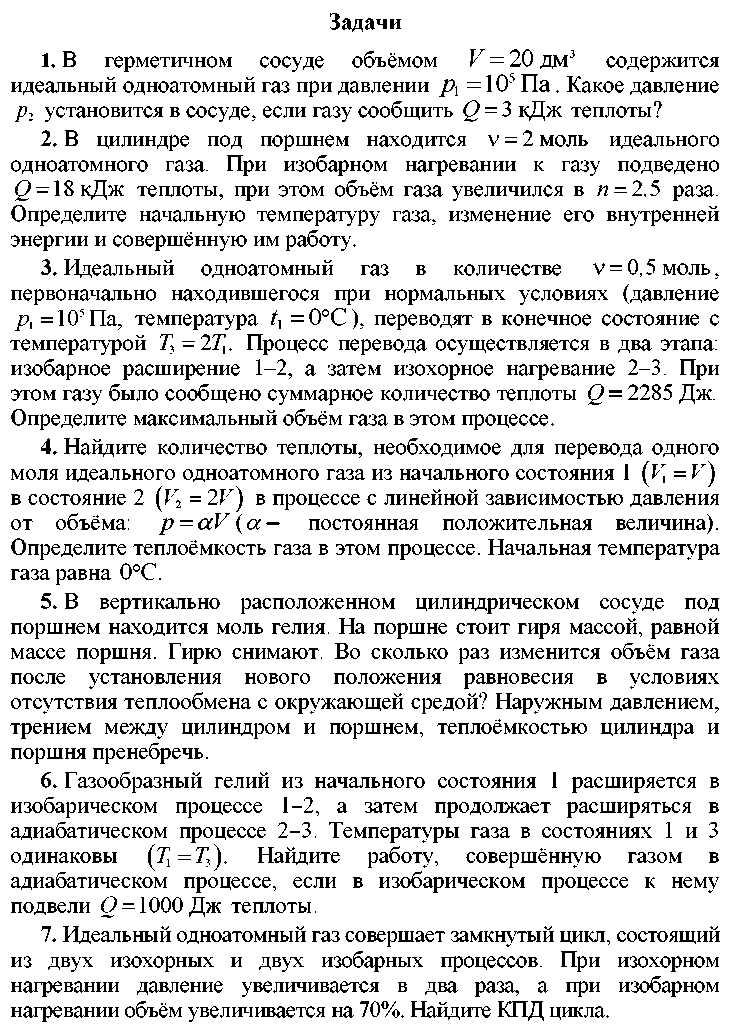 Задачи
1. В герметичном сосуде объёмом V = 20 дм³ содержится
идеальный одноатомный газ при давлении p₁ = 10⁵ Па. Какое давление
p₂ установится в сосуде, если газу сообщить Q = 3 кДж теплоты?
2. В цилиндре под поршнем находится ν = 2 моль идеального
одноатомного газа. При изобарном нагревании к газу подведено
Q = 18 кДж теплоты, при этом объём газа увеличился в n = 2,5 раза.
Определите начальную температуру газа, изменение его внутренней
энергии и совершённую им работу.
3. Идеальный одноатомный газ в количестве ν = 0,5 моль,
первоначально находившегося при нормальных условиях (давление
p₁ = 10⁵ Па, температура t₁ = 0°C), переводят в конечное состояние с
температурой T₃ = 2T₁. Процесс перевода осуществляется в два этапа:
изобарное расширение 1–2, а затем изохорное нагревание 2–3. При
этом газу было сообщено суммарное количество теплоты Q = 2285 Дж.
Определите максимальный объём газа в этом процессе.
4. Найдите количество теплоты, необходимое для перевода одного
моля идеального одноатомного газа из начального состояния 1 (V₁ = V)
в состояние 2 (V₂ = 2V) в процессе с линейной зависимостью давления
от объёма: p = αV (α – постоянная положительная величина).
Определите теплоёмкость газа в этом процессе. Начальная температура
газа равна 0°C.
5. В вертикально расположенном цилиндрическом сосуде под
поршнем находится моль гелия. На поршне стоит гиря массой, равной
массе поршня. Гирю снимают. Во сколько раз изменится объём газа
после установления нового положения равновесия в условиях
отсутствия теплообмена с окружающей средой? Наружным давлением,
трением между цилиндром и поршнем, теплоёмкостью цилиндра и
поршня пренебречь.
6. Газообразный гелий из начального состояния 1 расширяется в
изобарическом процессе 1–2, а затем продолжает расширяться в
адиабатическом процессе 2–3. Температуры газа в состояниях 1 и 3
одинаковы (T₁ = T₃). Найдите работу, совершённую газом в
адиабатическом процессе, если в изобарическом процессе к нему
подвели Q = 1000 Дж теплоты.
7. Идеальный одноатомный газ совершает замкнутый цикл, состоящий
из двух изохорных и двух изобарных процессов. При изохорном
нагревании давление увеличивается в два раза, а при изобарном
нагревании объём увеличивается на 70%. Найдите КПД цикла.